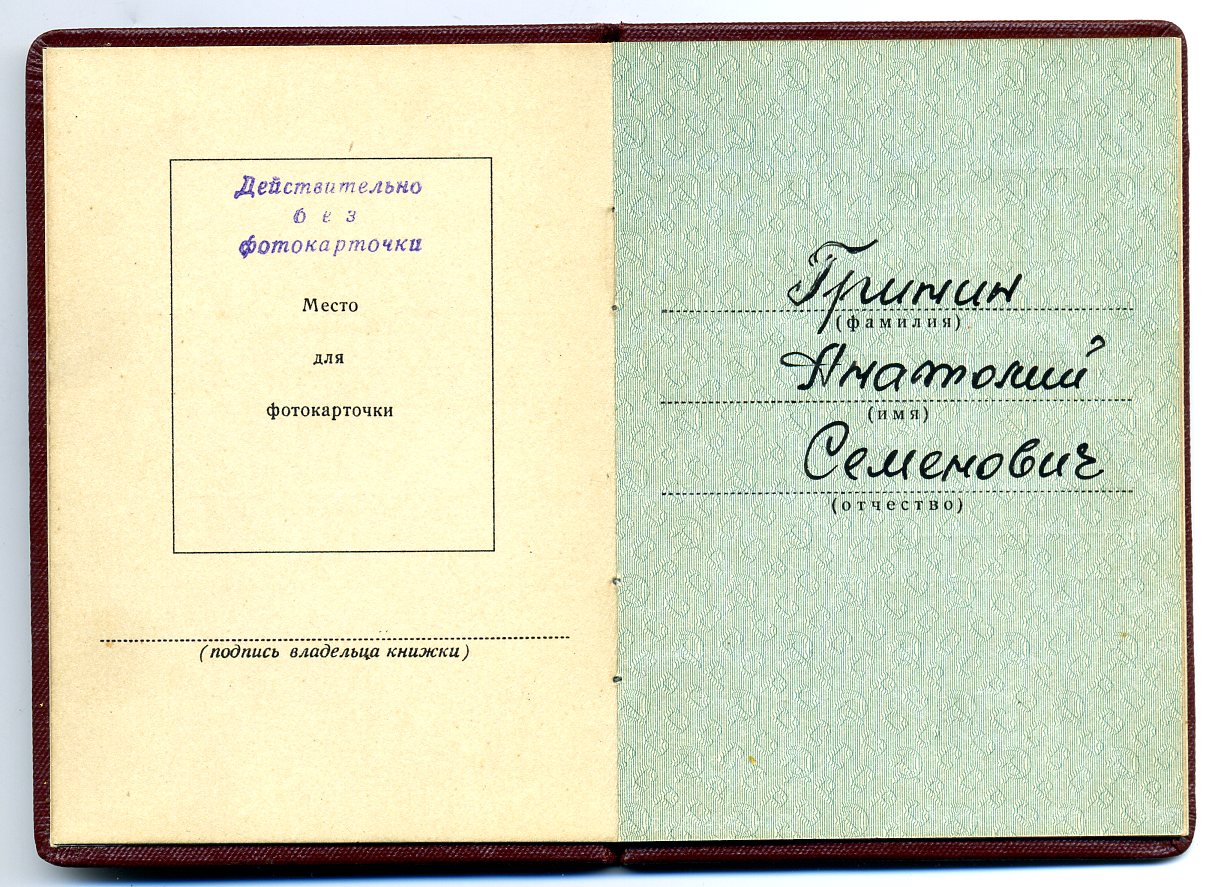 Действительно
без
фотокарточки
Место
для
фотокарточки
(подпись владельца книжки)
Гринин
(фамилия)
Анатолий
(имя)
Семенович
(отчество)